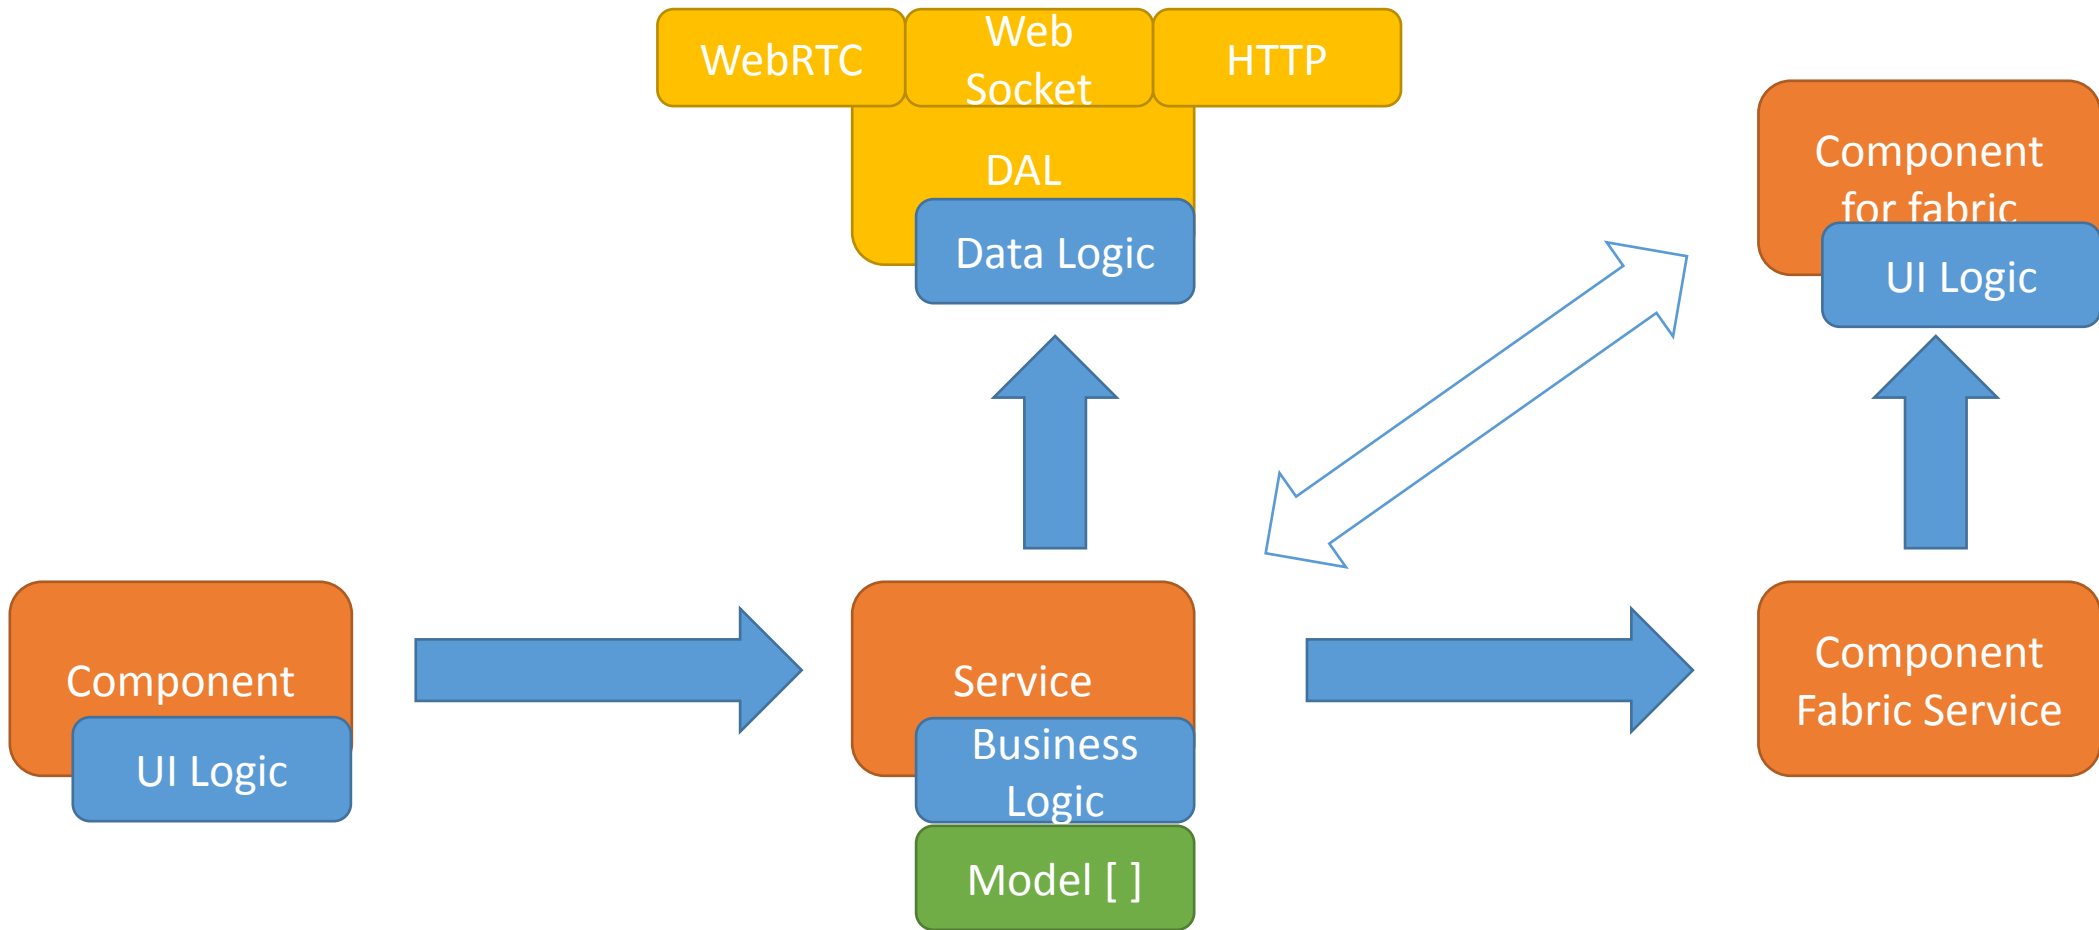 WebRTC
Web
Socket
HTTP
DAL
Data Logic
Component
for fabric
UI Logic
Component
UI Logic
Service
Business
Logic
Model [ ]
Component
Fabric Service